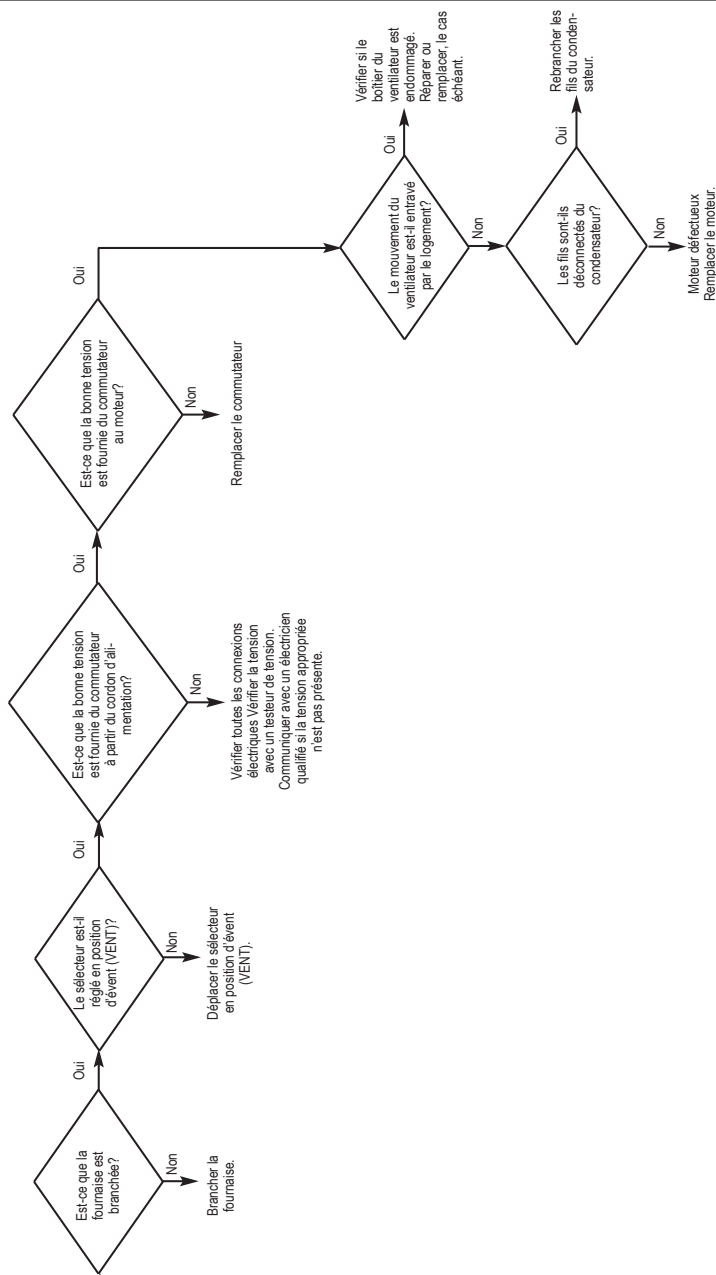 Est-ce que la
fournaise est
branchée?
Oui
Non
Brancher la
fournaise.
Le sélecteur est-il
réglé en position
d'évent (VENT)?
Oui
Non
Déplacer le sélecteur
en position d'évent
(VENT).
Est-ce que la bonne tension
est fournie du commutateur
à partir du cordon d'ali-
mentation?
Oui
Non
Vérifier toutes les connexions
électriques Vérifier la tension
avec un testeur de tension.
Communiquer avec un électricien
qualifié si la tension appropriée
n'est pas présente.
Est-ce que la bonne tension
est fournie du commutateur
au moteur?
Oui
Non
Remplacer le commutateur
Le mouvement du
ventilateur est-il entravé
par le logement?
Oui
Vérifier si le
boîtier du
ventilateur est
endommagé.
Réparer ou
remplacer, le cas
échéant.
Non
Les fils sont-ils
déconnectés du
condensateur?
Oui
Rebrancher les
fils du conden-
sateur.
Non
Moteur défectueux
Remplacer le moteur.